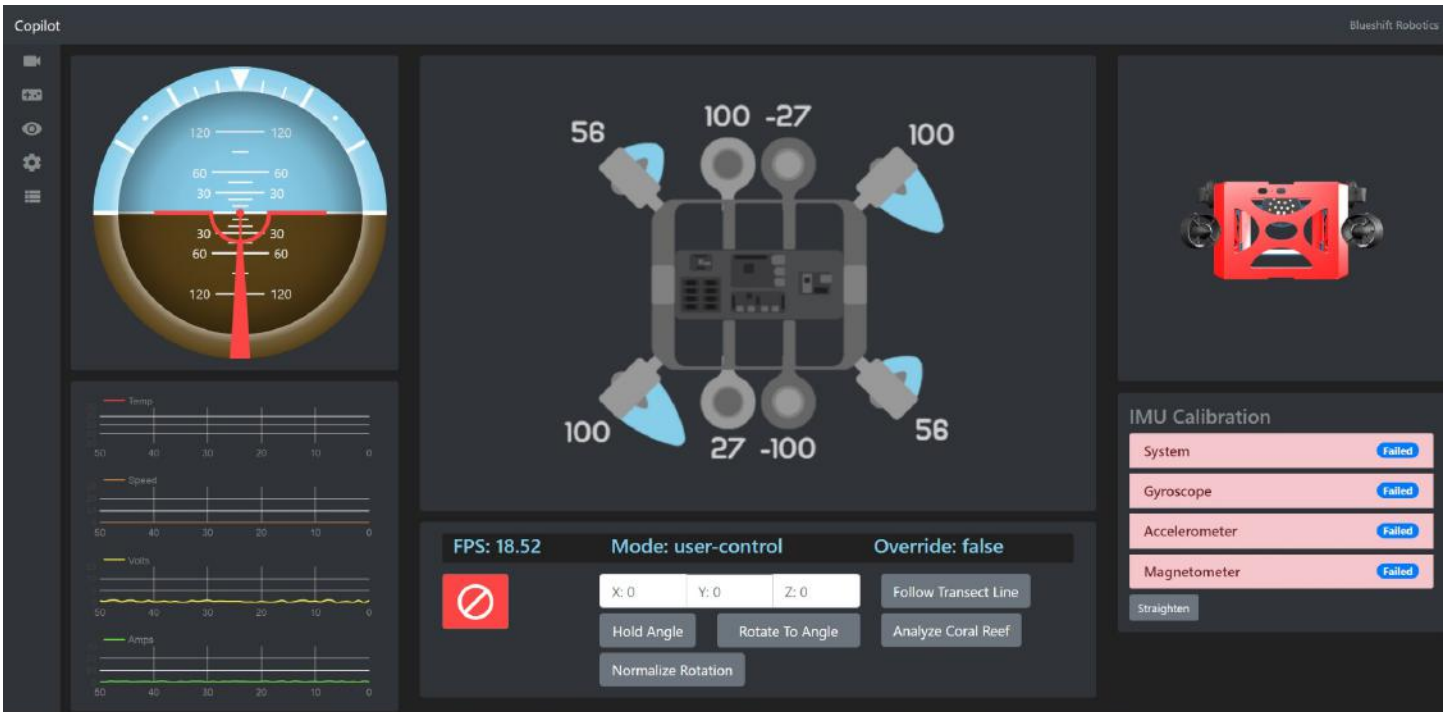 Copilot
Blueshift Robotics
120 120
60 60
30 30
30 30
60 60
120 120
Temp
50 40 30 20 10 0
Speed
50 40 30 20 10 0
Volts
50 40 30 20 10 0
Amps
50 40 30 20 10 0
56 100 -27 100
100 27 -100 56
FPS: 18.52 Mode: user-control Override: false
X: 0 Y: 0 Z: 0 Follow Transect Line
Hold Angle Rotate To Angle Analyze Coral Reef
Normalize Rotation
IMU Calibration
System Failed
Gyroscope Failed
Accelerometer Failed
Magnetometer Failed
Straighten